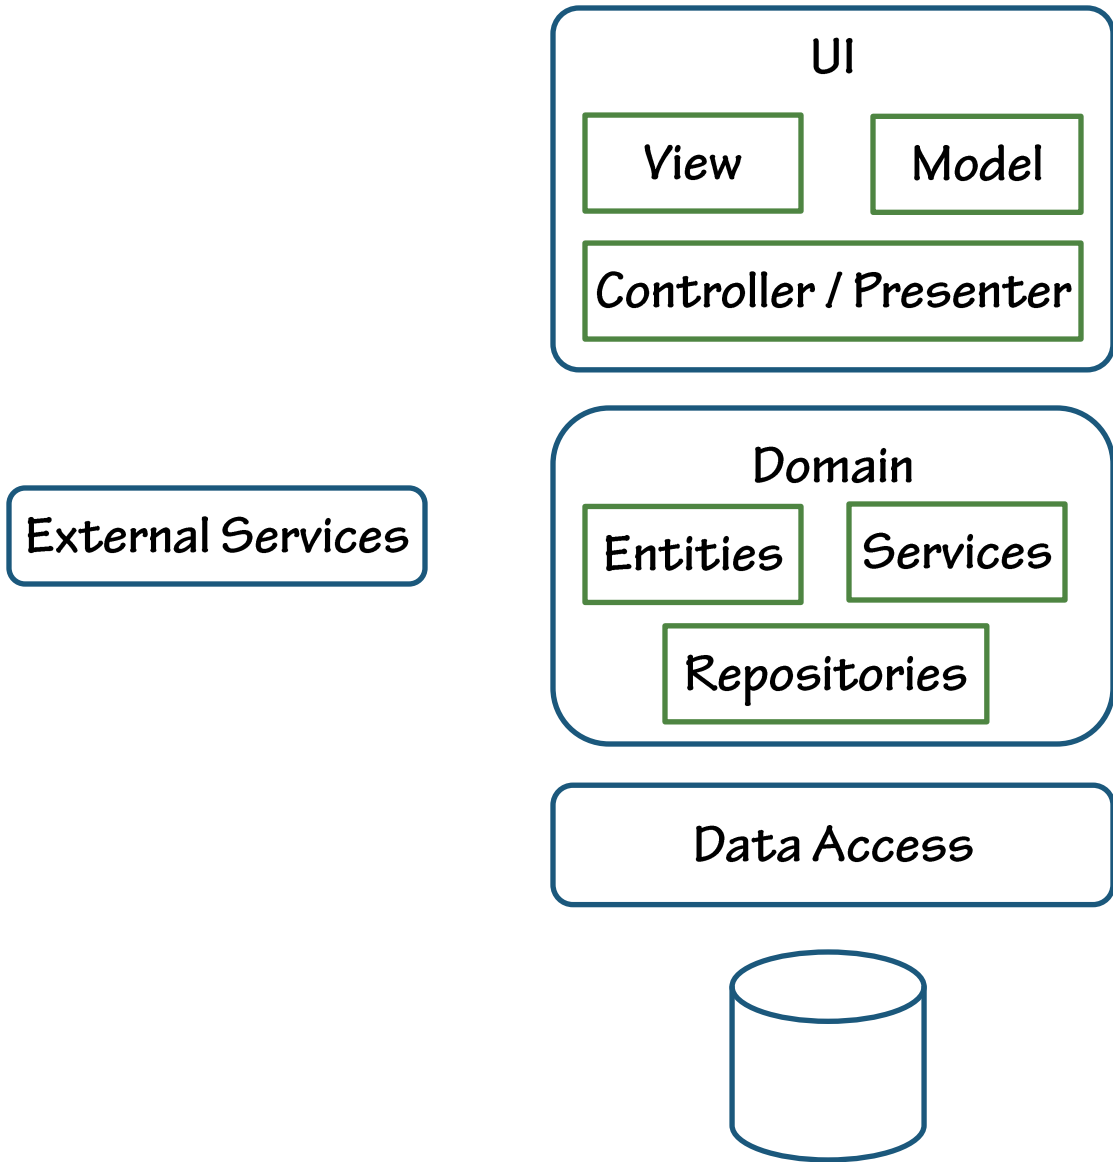 UI
View
Model
Controller / Presenter
Domain
External Services
Entities
Services
Repositories
Data Access